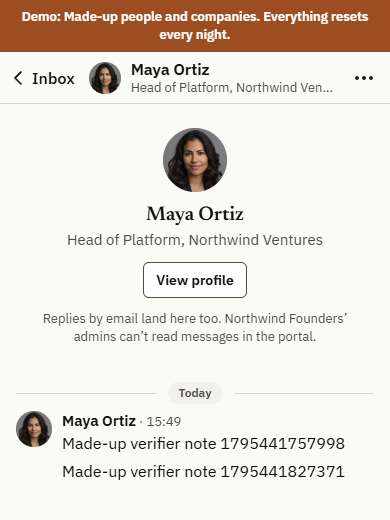 Demo: Made-up people and companies. Everything resets
every night.
Inbox
Maya Ortiz
Head of Platform, Northwind Ven...
Maya Ortiz
Head of Platform, Northwind Ventures
View profile
Replies by email land here too. Northwind Founders’
admins can’t read messages in the portal.
Today
Maya Ortiz · 15:49
Made-up verifier note 1795441757998
Made-up verifier note 1795441827371